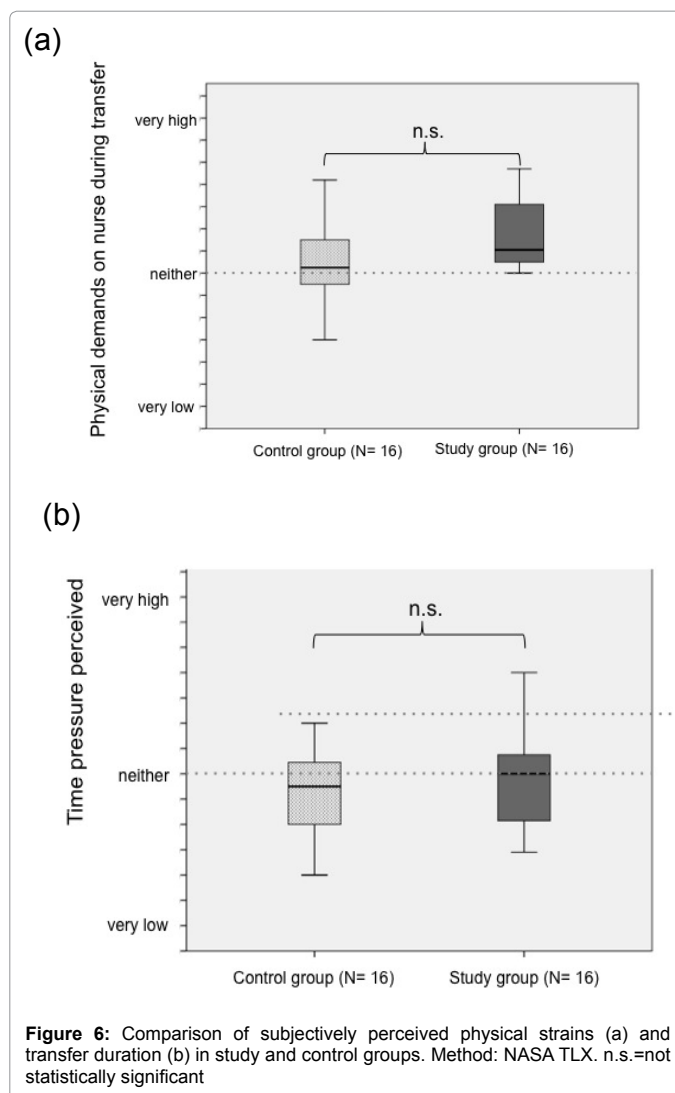 (a)
Physical demands on nurse during transfer
very high
n.s.
neither
very low
Control group (N= 16)
Study group (N= 16)
(b)
Time pressure perceived
very high
n.s.
neither
very low
Control group (N= 16)
Study group (N= 16)
Figure 6: Comparison of subjectively perceived physical strains (a) and
transfer duration (b) in study and control groups. Method: NASA TLX. n.s.=not
statistically significant